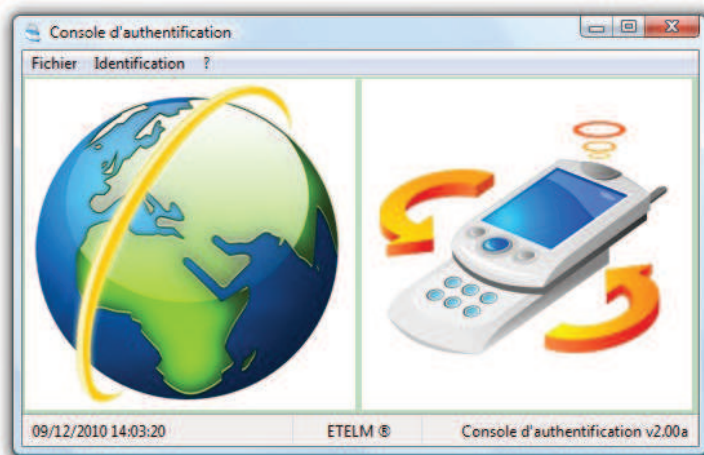 Console d'authentification
Fichier Identification ?
09/12/2010 14:03:20 ETELM ® Console d'authentification v2.00a